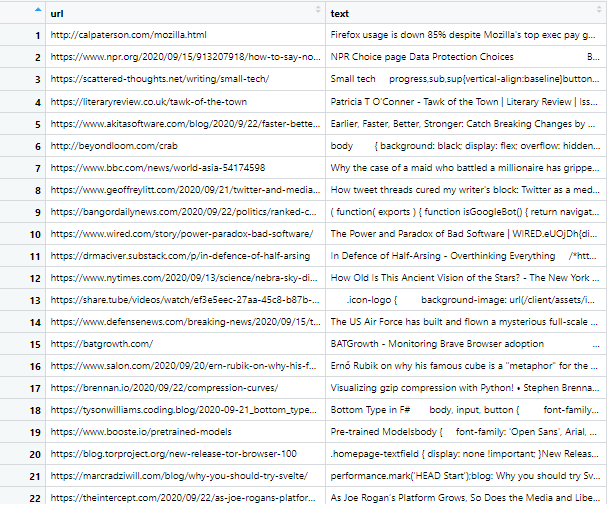 url text
1 http://calpaterson.com/mozilla.html Firefox usage is down 85% despite Mozilla's top exec pay g...
2 https://www.npr.org/2020/09/15/913207918/how-to-say-no... NPR Choice page Data Protection Choices B...
3 https://scattered-thoughts.net/writing/small-tech/ Small tech progress,sub,sup{vertical-align:baseline}button...
4 https://literaryreview.co.uk/tawk-of-the-town Patricia T O'Conner - Tawk of the Town | Literary Review | Iss...
5 https://www.akitasoftware.com/blog/2020/9/22/faster-bette... Earlier, Faster, Better, Stronger: Catch Breaking Changes by ...
6 http://beyondloom.com/crab body { background: black; display: flex; overflow: hidden...
7 https://www.bbc.com/news/world-asia-54174598 Why the case of a maid who battled a millionaire has grippe...
8 https://www.geoffreylitt.com/2020/09/21/twitter-and-media... How tweet threads cured my writer's block: Twitter as a med...
9 https://bangordailynews.com/2020/09/22/politics/ranked-c... ( function( exports ) { function isGoogleBot() { return navigat...
10 https://www.wired.com/story/power-paradox-bad-software/ The Power and Paradox of Bad Software | WIRED.eUOjDh{di...
11 https://drmaciver.substack.com/p/in-defence-of-half-arsing In Defence of Half-Arsing - Overthinking Everything /*htt...
12 https://www.nytimes.com/2020/09/13/science/nebra-sky-di... How Old Is This Ancient Vision of the Stars? - The New York ...
13 https://share.tube/videos/watch/ef3e5eec-27aa-45c8-b87b-... .icon-logo { background-image: url(/client/assets/i...
14 https://www.defensenews.com/breaking-news/2020/09/15/t... The US Air Force has built and flown a mysterious full-scale ...
15 https://batgrowth.com/ BATGrowth - Monitoring Brave Browser adoption
16 https://www.salon.com/2020/09/20/ern-rubik-on-why-his-f... Ernő Rubik on why his famous cube is a "metaphor" for the ...
17 https://brennan.io/2020/09/22/compression-curves/ Visualizing gzip compression with Python! • Stephen Brenna...
18 https://tysonwilliams.coding.blog/2020-09-21_bottom_type... Bottom Type in F# body, input, button { font-family...
19 https://www.booste.io/pretrained-models Pre-trained Modelsbody { font-family: 'Open Sans', Arial, ...
20 https://blog.torproject.org/new-release-tor-browser-100 .homepage-textfield { display: none !important; }New Releas...
21 https://marcradziwill.com/blog/why-you-should-try-svelte/ performance.mark('HEAD Start');blog: Why you should try Sv...
22 https://theintercept.com/2020/09/22/as-joe-rogans-platfor... As Joe Rogan's Platform Grows, So Does the Media and Libe...